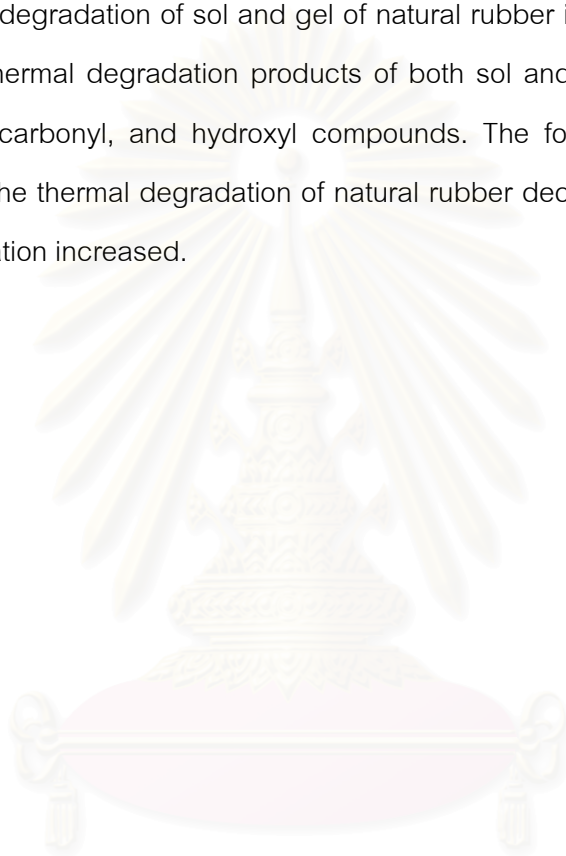 degradation of sol and gel of natural rubber
hermal degradation products of both sol and
carbonyl, and hydroxyl compounds. The fo
he thermal degradation of natural rubber dec
tion increased.